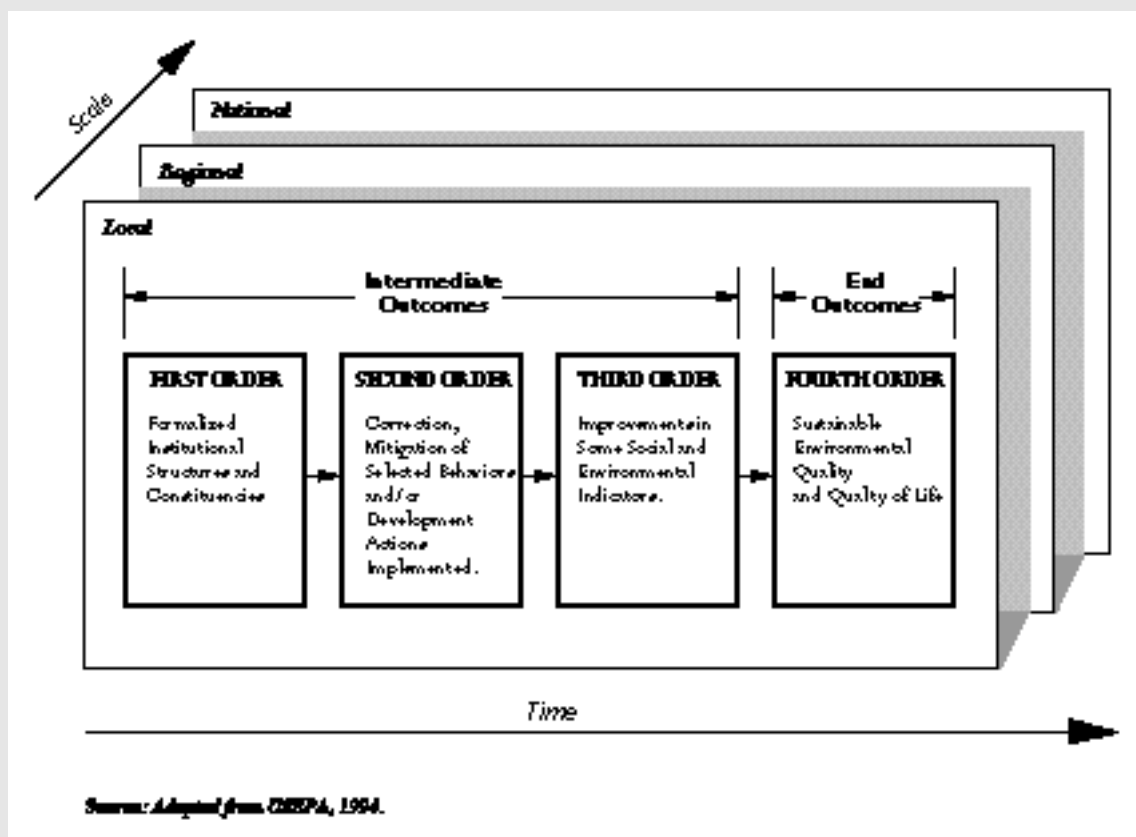 Scale
National
Regional
Local
Intermediate
Outcomes
End
Outcomes
FIRST ORDER
Formalized
Institutional
Structures and
Constituencies
SECOND ORDER
Correction,
Mitigation of
Selected Behaviors
and/or
Development
Actions
Implemented.
THIRD ORDER
Improvements in
Some Social and
Environmental
Indicators.
FOURTH ORDER
Sustainable
Environmental
Quality
and Quality of Life
Time
Source: Adapted from 1994.